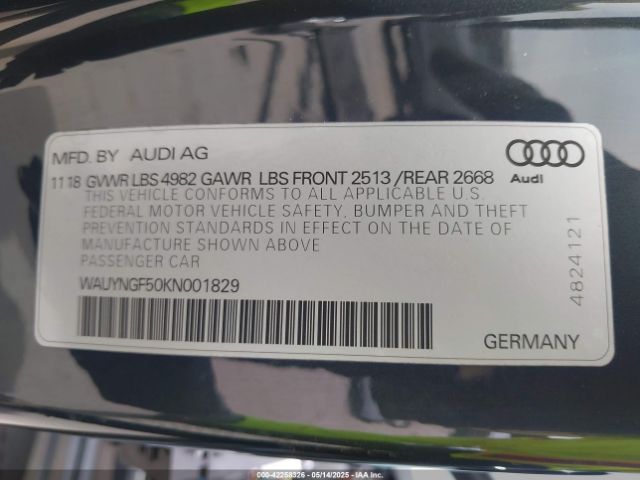 MFD. BY AUDI AG
11 18 GVWR LBS 4982 GAWR LBS FRONT 2513 /REAR 2668
THIS VEHICLE CONFORMS TO ALL APPLICABLE U.S.
FEDERAL MOTOR VEHICLE SAFETY, BUMPER AND THEFT
PREVENTION STANDARDS IN EFFECT ON THE DATE OF
MANUFACTURE SHOWN ABOVE
PASSENGER CAR
WAUYNGF50KN001829
Audi
4824121
GERMANY
000-42258326 - 05/14/2025 - IAA, Inc.